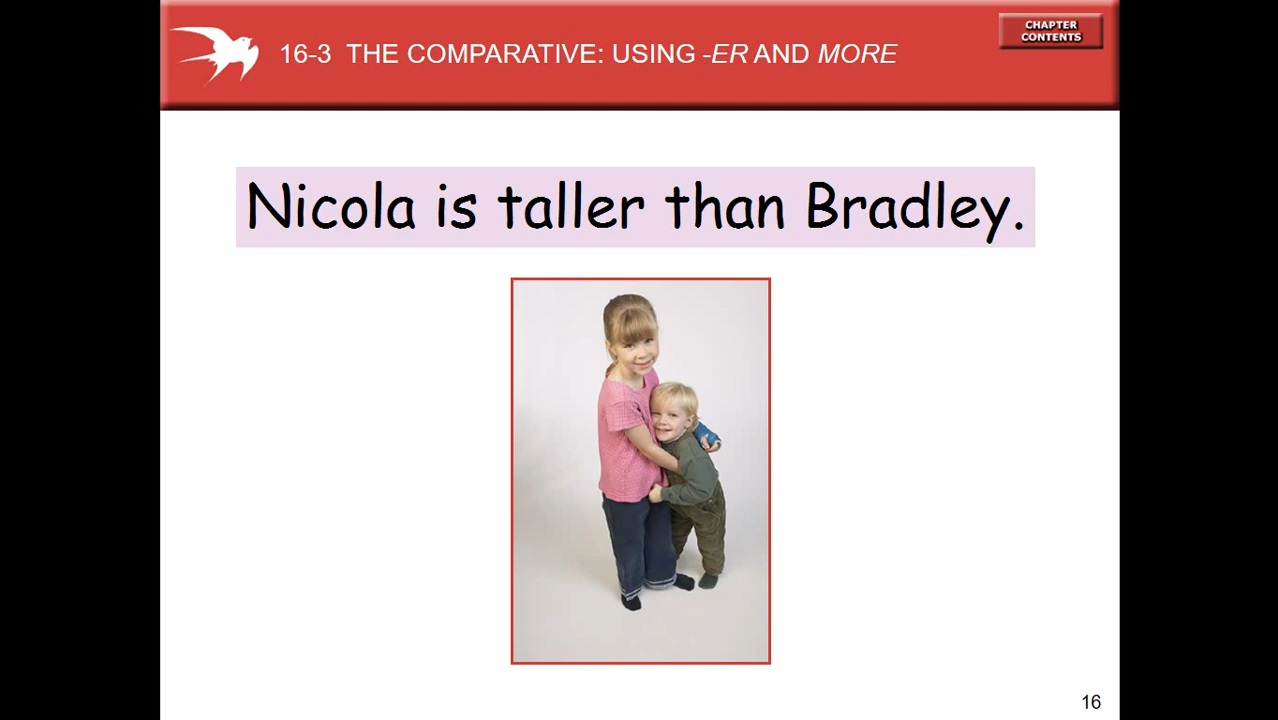 CHAPTER
CONTENTS
16-3 THE COMPARATIVE: USING -ER AND MORE
Nicola is taller than Bradley.
16